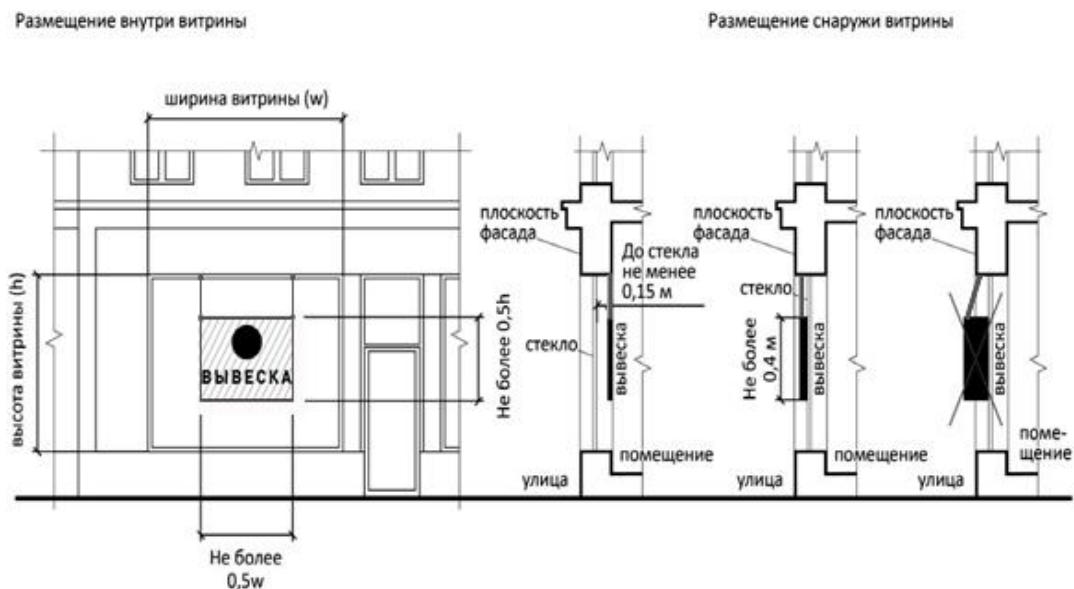 Размещение внутри витрины
Размещение снаружи витрины
ширина витрины (w)
высота витрины (h)
ВЫВЕСКА
Не более 0,5h
Не более
0,5w
плоскость
фасада
До стекла
не менее
0,15 м
стекло
вывеска
помещение
улица
плоскость
фасада
стекло
Не более
0,4 м
вывеска
помещение
улица
плоскость
фасада
вывеска
поме-
щение
улица